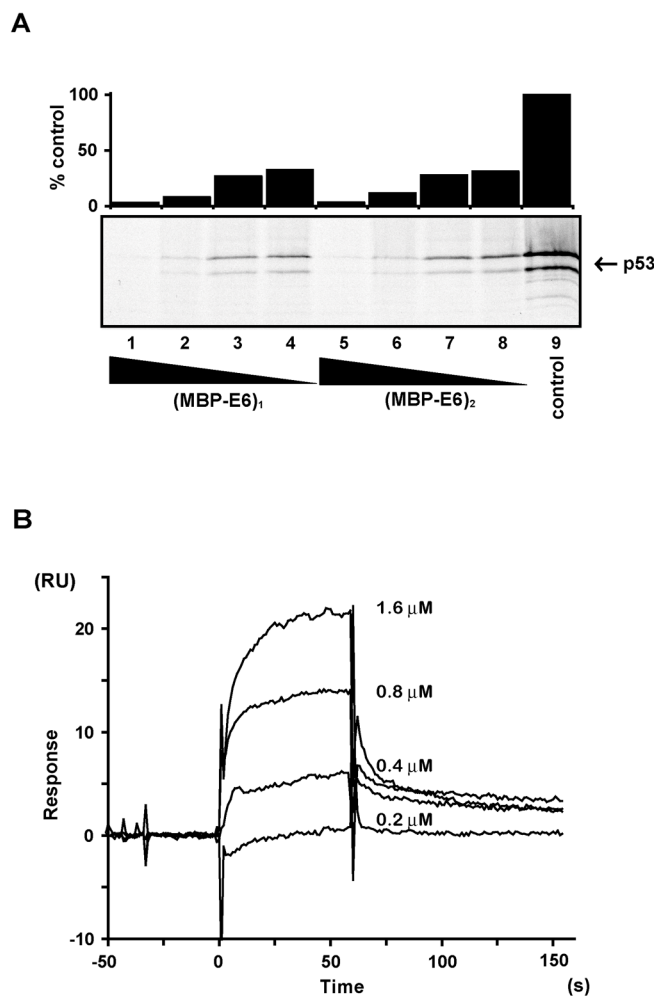 A
% control
100
50
0
← p53
1 2 3 4 5 6 7 8 9
(MBP-E6)₁ (MBP-E6)₂ control
B
(RU)
Response
20
10
0
-10
1.6 μM
0.8 μM
0.4 μM
0.2 μM
-50 0 50 100 150
Time (s)